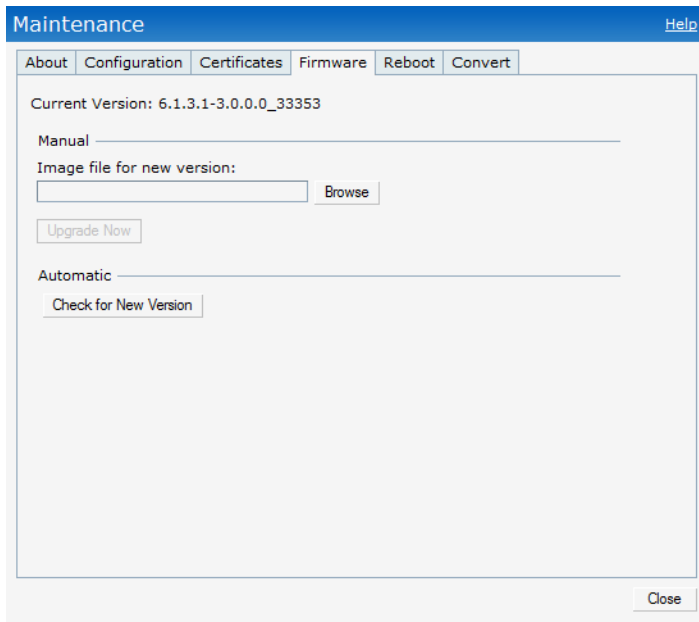 Maintenance Help
About Configuration Certificates Firmware Reboot Convert
Current Version: 6.1.3.1-3.0.0.0_33353
Manual
Image file for new version:
Browse
Upgrade Now
Automatic
Check for New Version
Close